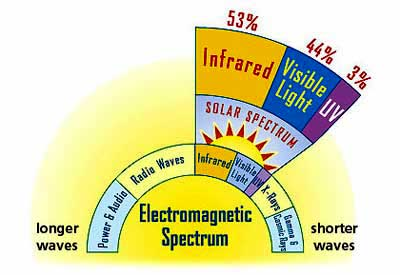 53%
44%
3%
Infrared
Visible
Light
UV
SOLAR SPECTRUM
Power & Audio
Radio Waves
Infrared
Visible
Light
UV
X-Rays
Gamma &
Cosmic Rays
longer
waves
Electromagnetic
Spectrum
shorter
waves